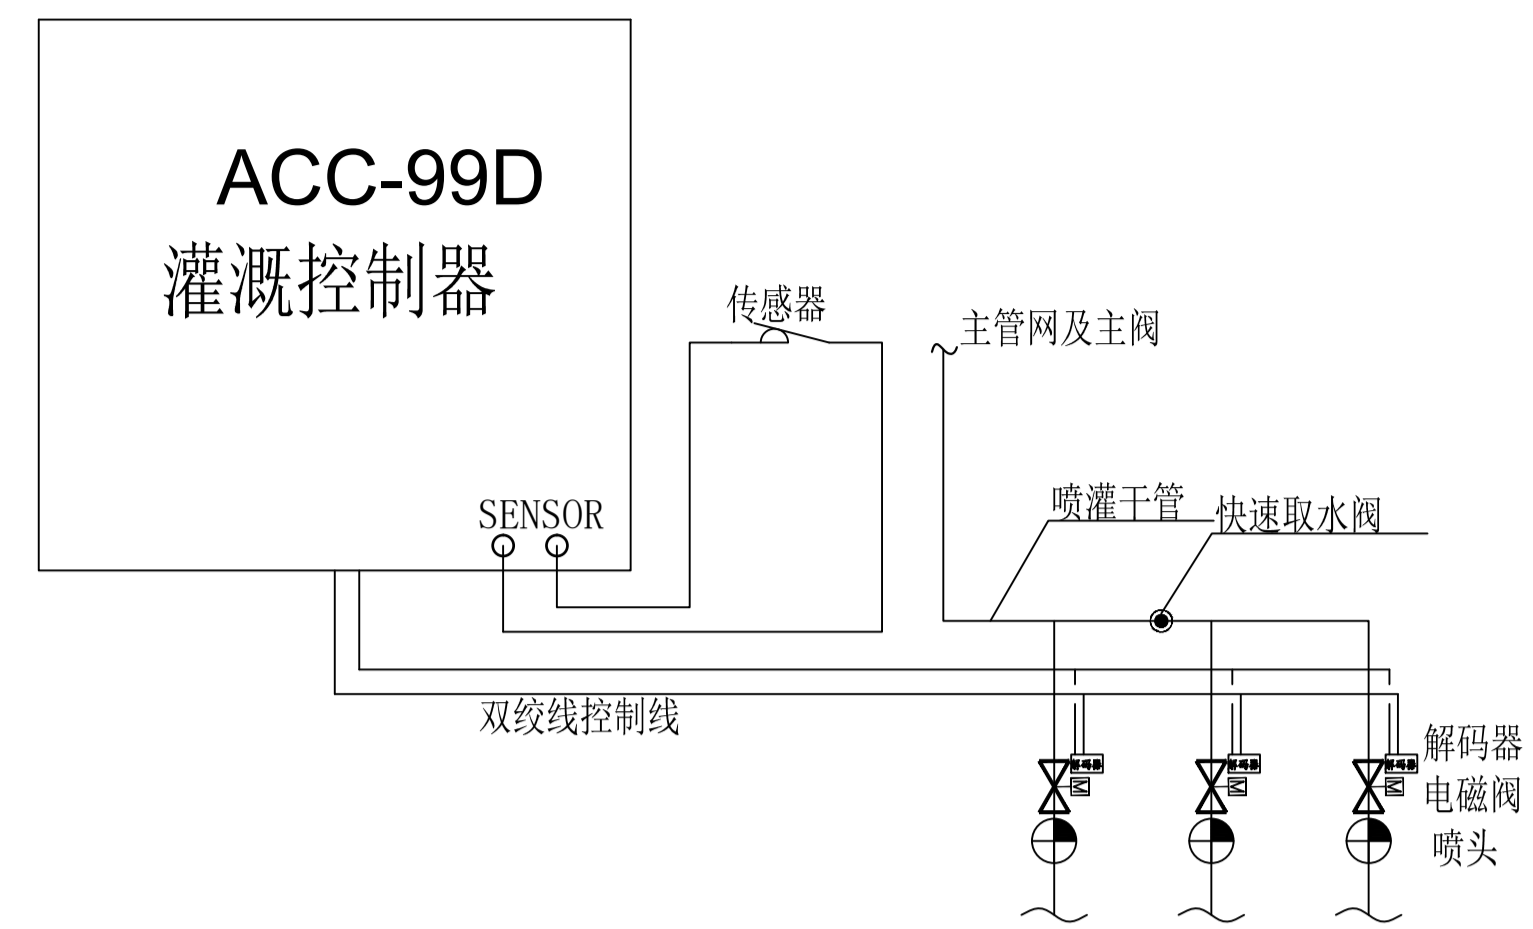 ACC-99D
灌溉控制器
传感器
主管网及主阀
喷灌干管
快速取水阀
SENSOR
双绞线控制线
解码器
电磁阀
喷头
M
M
M